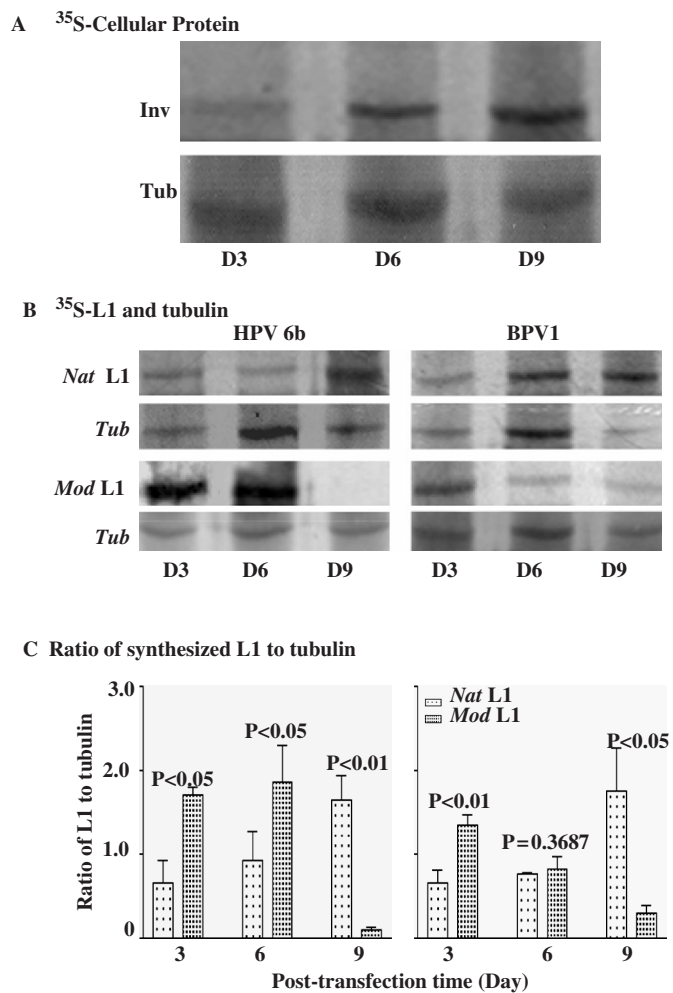 A ³⁵S-Cellular Protein
Inv
Tub
D3 D6 D9
B ³⁵S-L1 and tubulin
HPV 6b BPV1
Nat L1
Tub
Mod L1
Tub
D3 D6 D9 D3 D6 D9
C Ratio of synthesized L1 to tubulin
Ratio of L1 to tubulin
3.0
2.0
1.0
0
P<0.05 P<0.05 P<0.01
Nat L1
Mod L1
P<0.01 P=0.3687 P<0.05
3 6 9 3 6 9
Post-transfection time (Day)